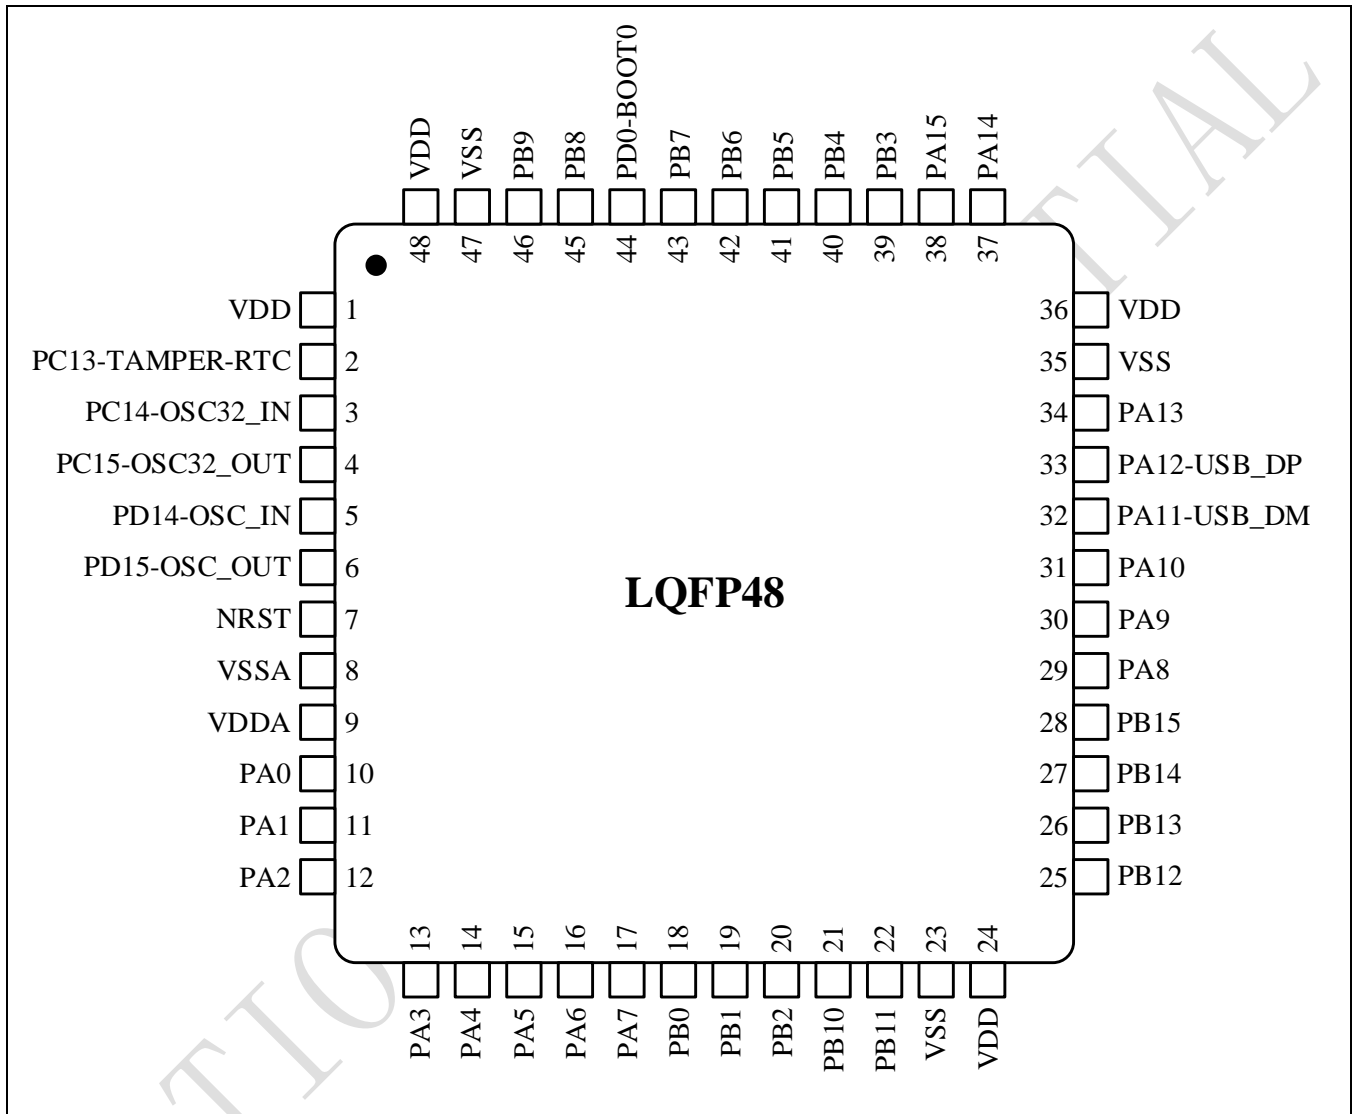 VDD
VSS
PB9
PB8
PD0-BOOT0
PB7
PB6
PB5
PB4
PB3
PA15
PA14
48
47
46
45
44
43
42
41
40
39
38
37
VDD 1
PC13-TAMPER-RTC 2
PC14-OSC32_IN 3
PC15-OSC32_OUT 4
PD14-OSC_IN 5
PD15-OSC_OUT 6
NRST 7
VSSA 8
VDDA 9
PA0 10
PA1 11
PA2 12
LQFP48
36 VDD
35 VSS
34 PA13
33 PA12-USB_DP
32 PA11-USB_DM
31 PA10
30 PA9
29 PA8
28 PB15
27 PB14
26 PB13
25 PB12
13
14
15
16
17
18
19
20
21
22
23
24
PA3
PA4
PA5
PA6
PA7
PB0
PB1
PB2
PB10
PB11
VSS
VDD